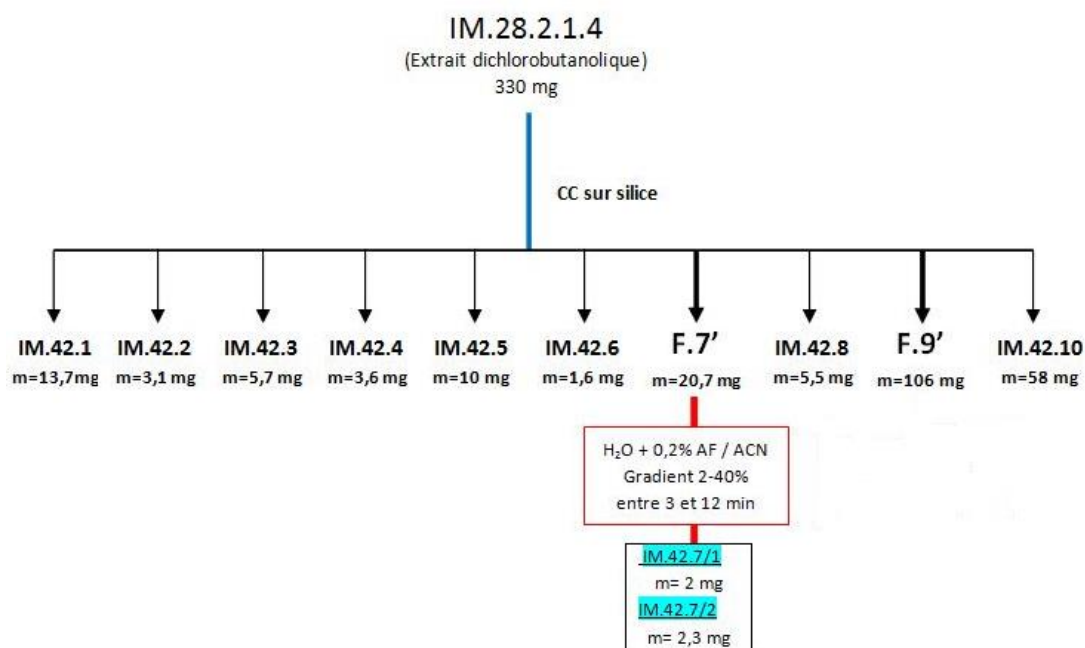 IM.28.2.1.4
(Extrait dichlorobutanolique)
330 mg
CC sur silice
IM.42.1 IM.42.2 IM.42.3 IM.42.4 IM.42.5 IM.42.6 F.7’ IM.42.8 F.9’ IM.42.10
m=13,7mg m=3,1 mg m=5,7 mg m=3,6 mg m=10 mg m=1,6 mg m=20,7 mg m=5,5 mg m=106 mg m=58 mg
H₂O + 0,2% AF / ACN
Gradient 2-40%
entre 3 et 12 min
IM.42.7/1
m= 2 mg
IM.42.7/2
m= 2,3 mg